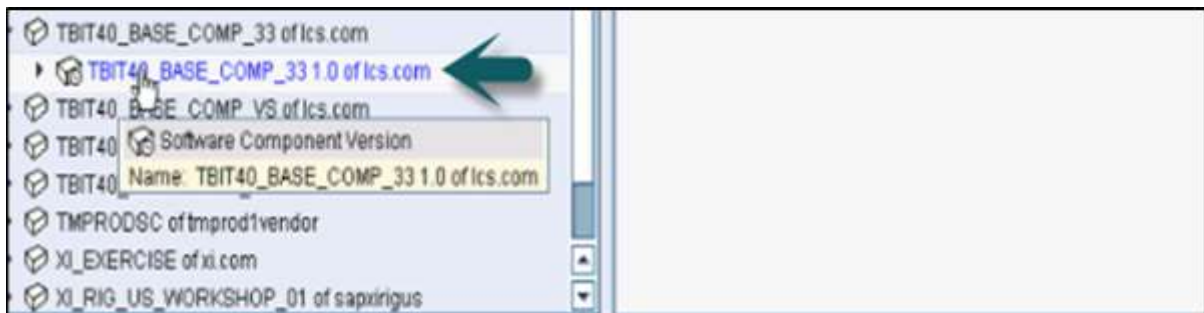 TBIT40_BASE_COMP_33 of lcs.com
TBIT40_BASE_COMP_33 1.0 of lcs.com
TBIT40_BASE_COMP_VS of lcs.com
TBIT40
Software Component Version
TBIT40_
Name: TBIT40_BASE_COMP_33 1.0 of lcs.com
TMPRODSC of tmprod1vendor
XI_EXERCISE of xi.com
XI_RIG_US_WORKSHOP_01 of sapxirigus